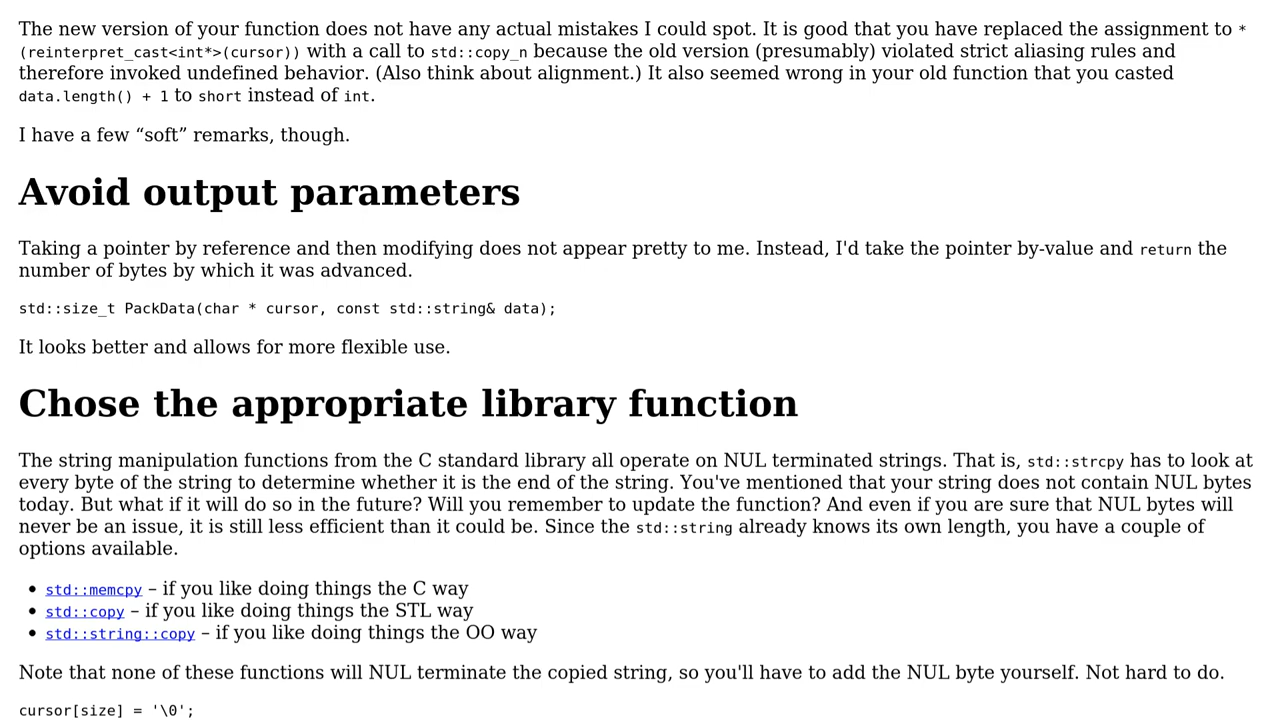 The new version of your function does not have any actual mistakes I could spot. It is good that you have replaced the assignment to *
(reinterpret_cast<int*>(cursor)) with a call to std::copy_n because the old version (presumably) violated strict aliasing rules and
therefore invoked undefined behavior. (Also think about alignment.) It also seemed wrong in your old function that you casted
data.length() + 1 to short instead of int.
I have a few “soft” remarks, though.
Avoid output parameters
Taking a pointer by reference and then modifying does not appear pretty to me. Instead, I'd take the pointer by-value and return the
number of bytes by which it was advanced.
std::size_t PackData(char * cursor, const std::string& data);
It looks better and allows for more flexible use.
Chose the appropriate library function
The string manipulation functions from the C standard library all operate on NUL terminated strings. That is, std::strcpy has to look at
every byte of the string to determine whether it is the end of the string. You've mentioned that your string does not contain NUL bytes
today. But what if it will do so in the future? Will you remember to update the function? And even if you are sure that NUL bytes will
never be an issue, it is still less efficient than it could be. Since the std::string already knows its own length, you have a couple of
options available.
• std::memcpy – if you like doing things the C way
• std::copy – if you like doing things the STL way
• std::string::copy – if you like doing things the OO way
Note that none of these functions will NUL terminate the copied string, so you'll have to add the NUL byte yourself. Not hard to do.
cursor[size] = '\0';